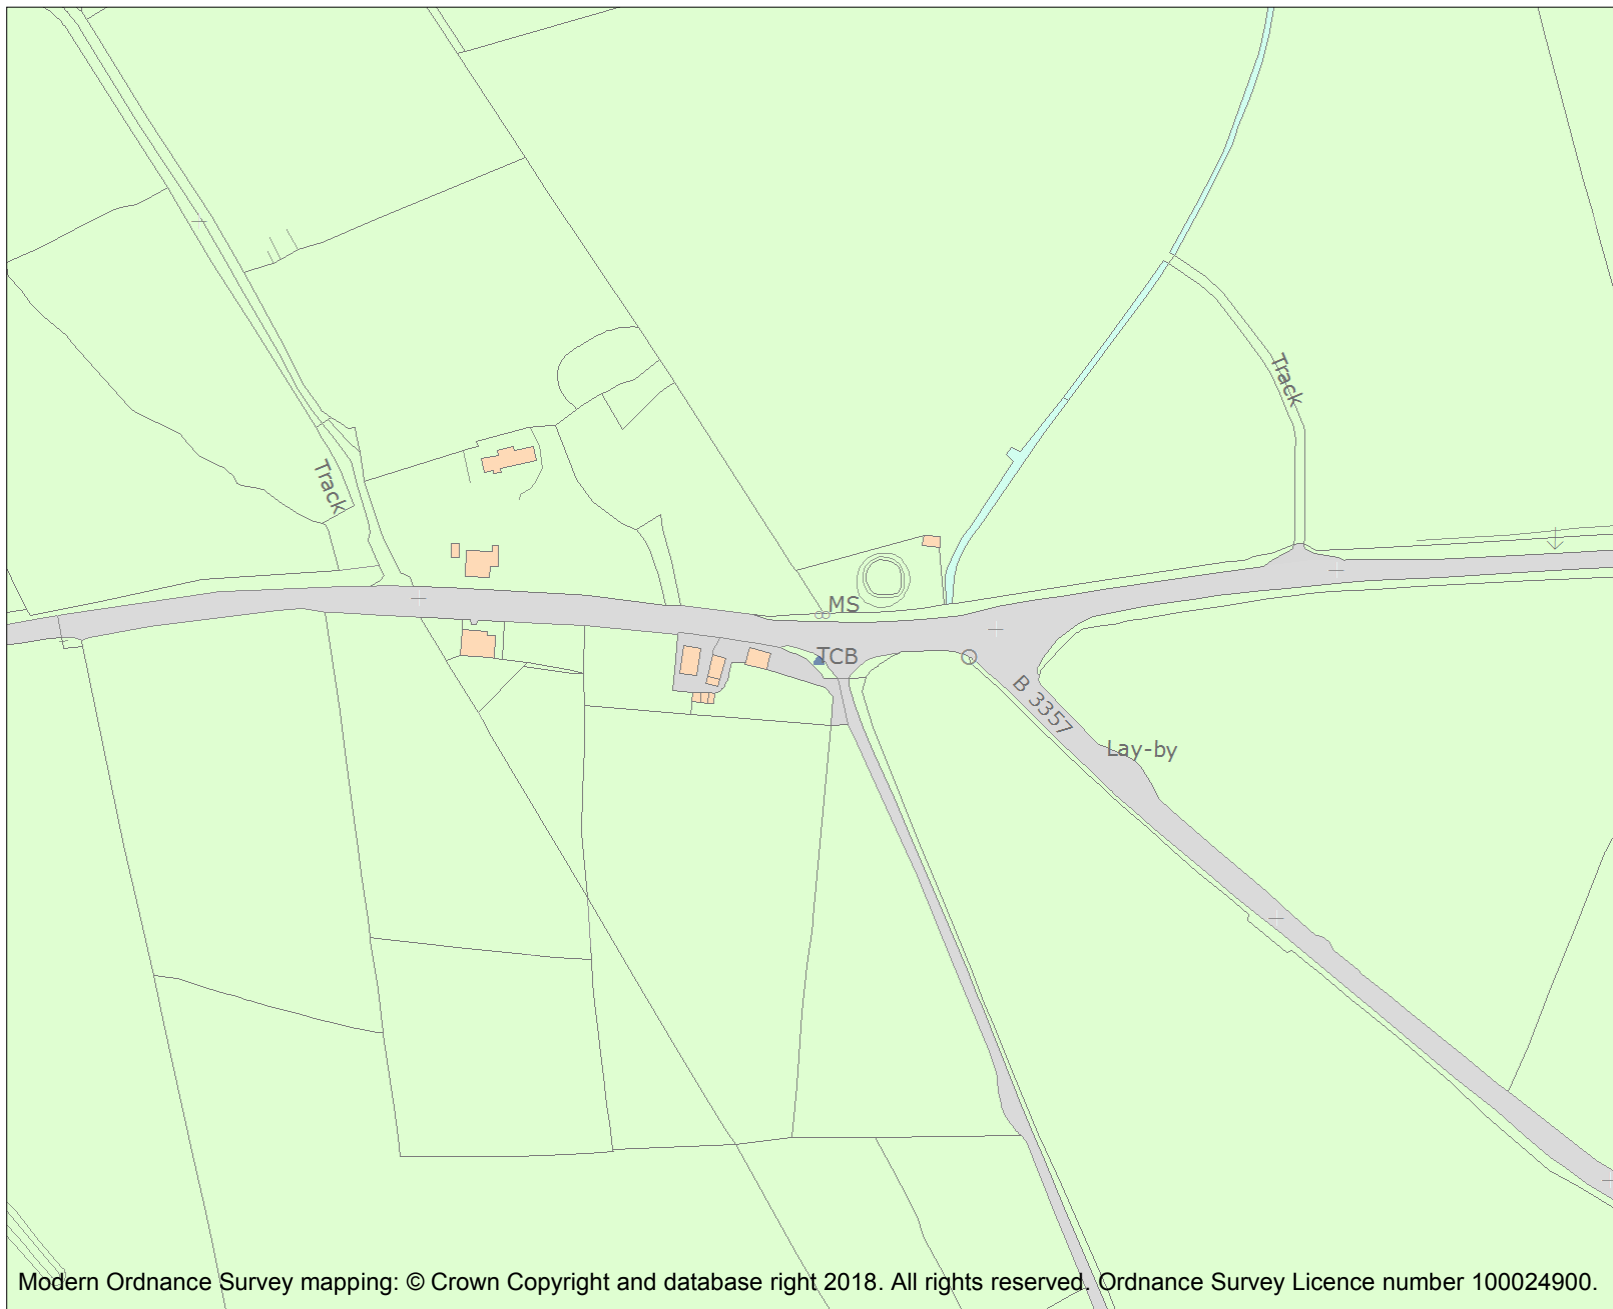 Track
Track
MS
TCB
B 3357
Lay-by
Modern Ordnance Survey mapping: © Crown Copyright and database right 2018. All rights reserved. Ordnance Survey Licence number 100024900.